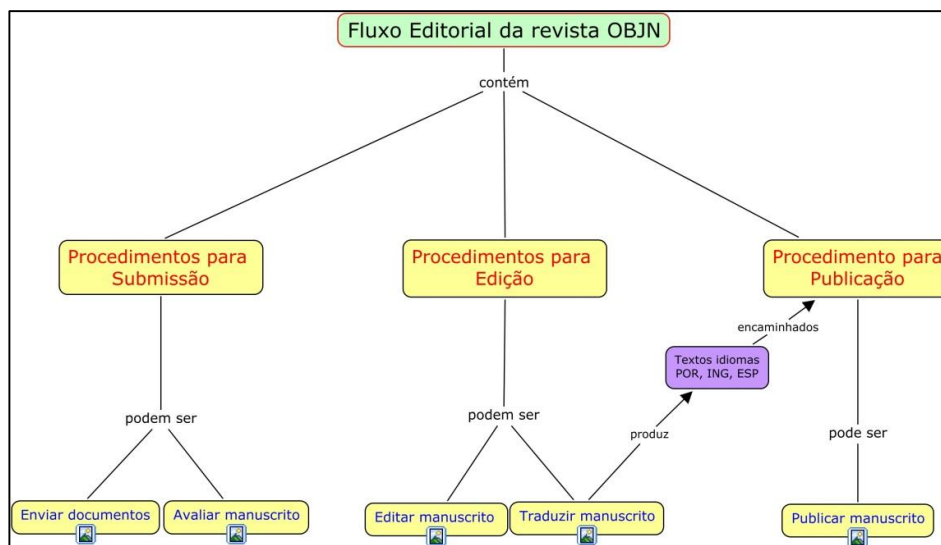 Fluxo Editorial da revista OBJN
contém
Procedimentos para
Submissão
Procedimentos para
Edição
Procedimento para
Publicação
encaminhados
Textos idiomas
POR, ING, ESP
produz
podem ser
podem ser
pode ser
Enviar documentos
Avaliar manuscrito
Editar manuscrito
Traduzir manuscrito
Publicar manuscrito